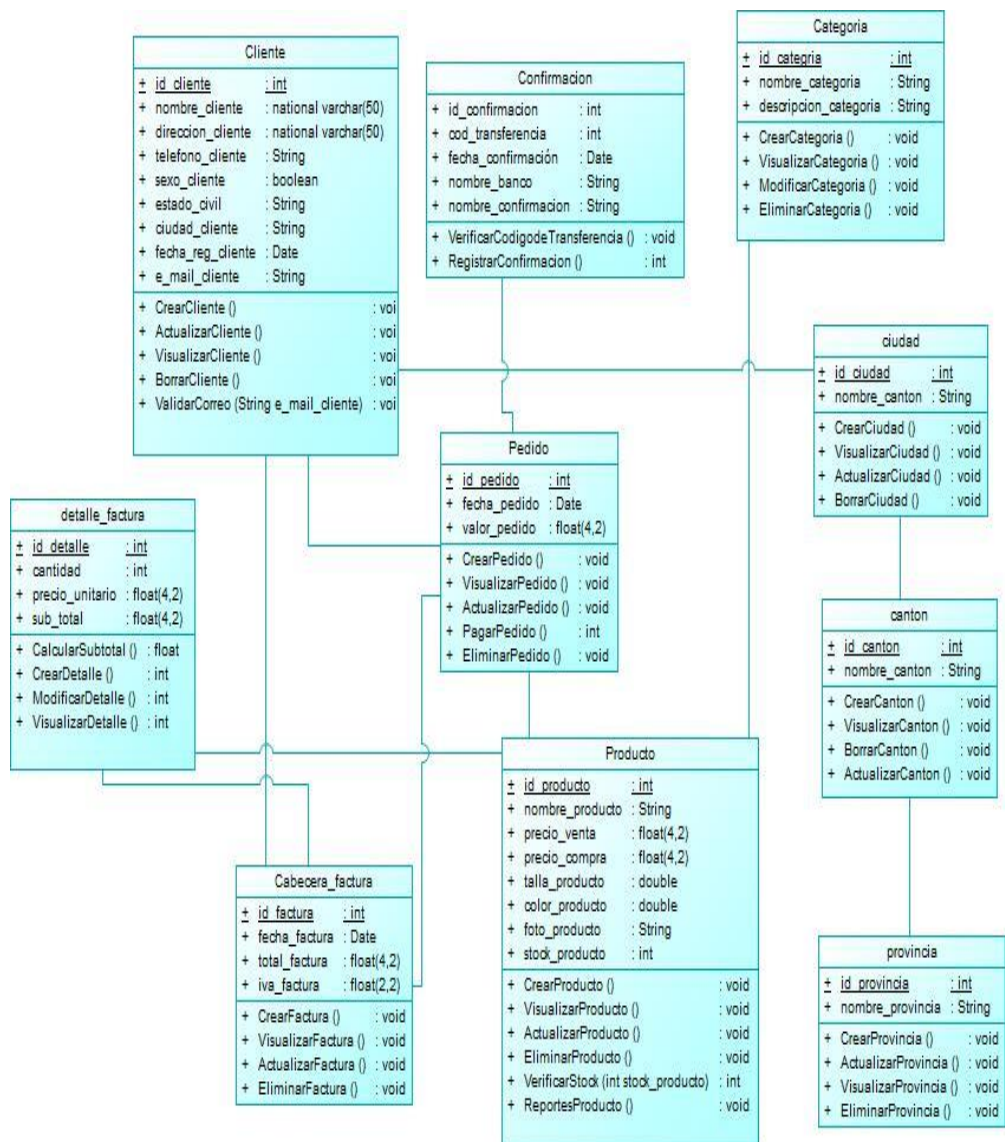 Cliente
+ id_cliente : int
+ nombre_cliente : national varchar(50)
+ direccion_cliente : national varchar(50)
+ telefono_cliente : String
+ sexo_cliente : boolean
+ estado_civil : String
+ ciudad_cliente : String
+ fecha_reg_cliente : Date
+ e_mail_cliente : String
+ CrearCliente () : voi
+ ActualizarCliente () : voi
+ VisualizarCliente () : voi
+ BorrarCliente () : voi
+ ValidarCorreo (String e_mail_cliente) : voi
Confirmacion
+ id_confirmacion : int
+ cod_transferencia : int
+ fecha_confirmación : Date
+ nombre_banco : String
+ nombre_confirmacion : String
+ VerificarCodigodeTransferencia () : void
+ RegistrarConfirmacion () : int
Categoria
+ id_categria : int
+ nombre_categoria : String
+ descripcion_categoria : String
+ CrearCategoria () : void
+ VisualizarCategoria () : void
+ ModificarCategoria () : void
+ EliminarCategoria () : void
ciudad
+ id_ciudad : int
+ nombre_canton : String
+ CrearCiudad () : void
+ VisualizarCiudad () : void
+ ActualizarCiudad () : void
+ BorrarCiudad () : void
Pedido
+ id_pedido : int
+ fecha_pedido : Date
+ valor_pedido : float(4,2)
+ CrearPedido () : void
+ VisualizarPedido () : void
+ ActualizarPedido () : void
+ PagarPedido () : int
+ EliminarPedido () : void
detalle_factura
+ id_detalle : int
+ cantidad : int
+ precio_unitario : float(4,2)
+ sub_total : float(4,2)
+ CalcularSubtotal () : float
+ CrearDetalle () : int
+ ModificarDetalle () : int
+ VisualizarDetalle () : int
canton
+ id_canton : int
+ nombre_canton : String
+ CrearCanton () : void
+ VisualizarCanton () : void
+ BorrarCanton () : void
+ ActualizarCanton () : void
Producto
+ id_producto : int
+ nombre_producto : String
+ precio_venta : float(4,2)
+ precio_compra : float(4,2)
+ talla_producto : double
+ color_producto : double
+ foto_producto : String
+ stock_producto : int
+ CrearProducto () : void
+ VisualizarProducto () : void
+ ActualizarProducto () : void
+ EliminarProducto () : void
+ VerificarStock (int stock_producto) : int
+ ReportesProducto () : void
Cabecera_factura
+ id_factura : int
+ fecha_factura : Date
+ total_factura : float(4,2)
+ iva_factura : float(2,2)
+ CrearFactura () : void
+ VisualizarFactura () : void
+ ActualizarFactura () : void
+ EliminarFactura () : void
provincia
+ id_provincia : int
+ nombre_provincia : String
+ CrearProvincia () : void
+ ActualizarProvincia () : void
+ VisualizarProvincia () : void
+ EliminarProvincia () : void